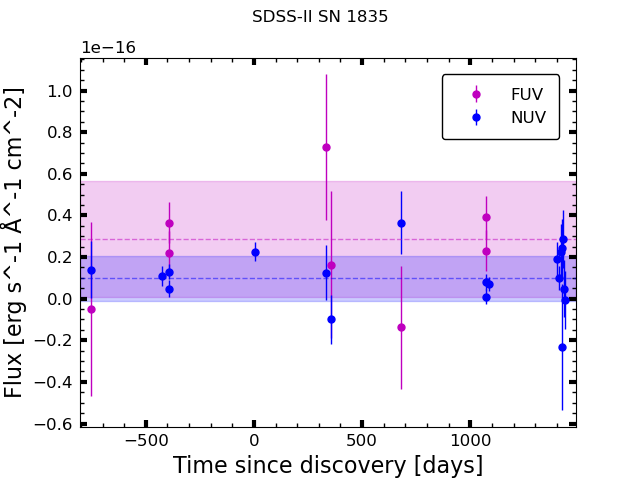 SDSS-II SN 1835
1e−16
Flux [erg s^-1 Å^-1 cm^-2]
1.0
0.8
0.6
0.4
0.2
0.0
−0.2
−0.4
−0.6
FUV
NUV
−500 0 500 1000
Time since discovery [days]